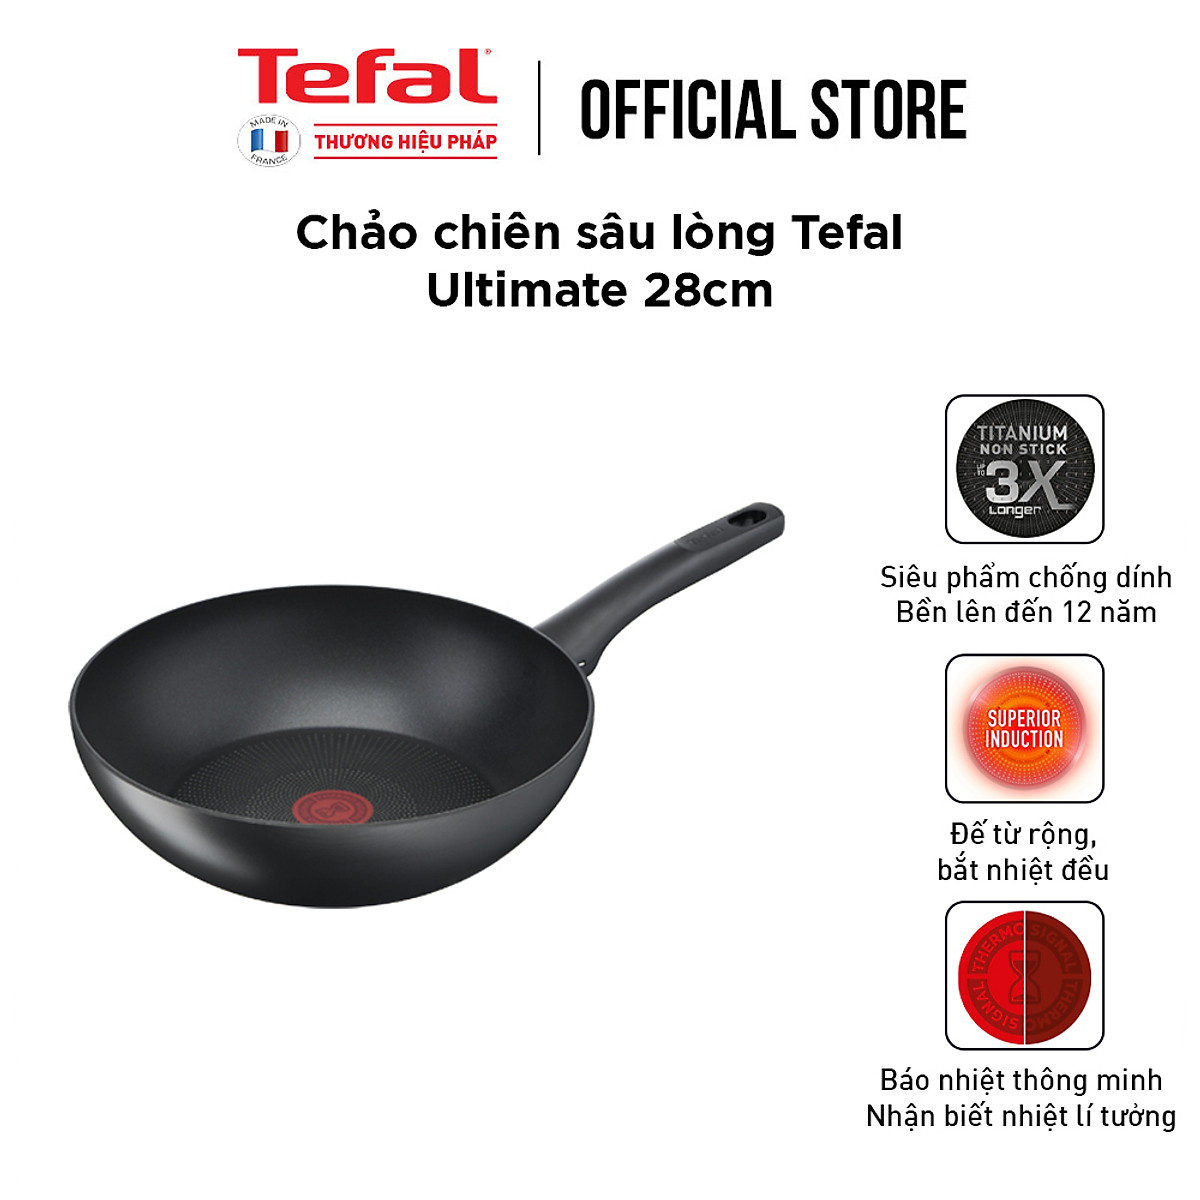 Tefal
MADE IN
FRANCE
THƯƠNG HIỆU PHÁP
OFFICIAL STORE
Chảo chiên sâu lòng Tefal
Ultimate 28cm
TITANIUM
NON STICK
UP TO
3X
Longer
Siêu phẩm chống dính
Bền lên đến 12 năm
SUPERIOR
INDUCTION
Đế từ rộng,
bắt nhiệt đều
THERMO SIGNAL
THERMO SIGNAL
Báo nhiệt thông minh
Nhận biết nhiệt lí tưởng